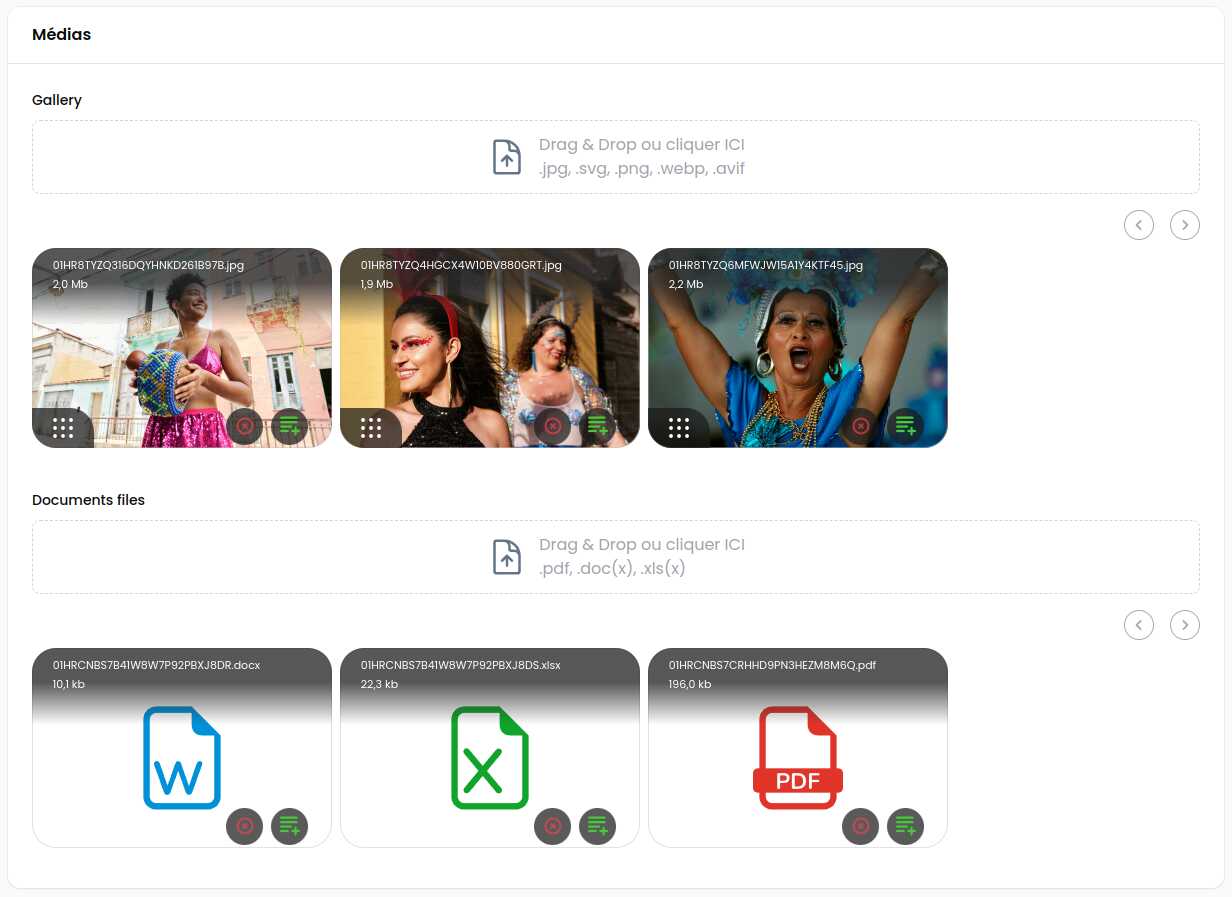 Médias
Gallery
Drag & Drop ou cliquer ICI
.jpg, .svg, .png, .webp, .avif
01HR8TYZQ316DQYHNKD261B97B.jpg
2,0 Mb
01HR8TYZQ4HGCX4W10BV880GRT.jpg
1,9 Mb
01HR8TYZQ6MFWJW15A1Y4KTF45.jpg
2,2 Mb
Documents files
Drag & Drop ou cliquer ICI
.pdf, .doc(x), .xls(x)
01HRCNBS7B41W8W7P92PBXJ8DR.docx
10,1 kb
W
01HRCNBS7B41W8W7P92PBXJ8DS.xlsx
22,3 kb
X
01HRCNBS7CRHHD9PN3HEZM8M6Q.pdf
196,0 kb
PDF